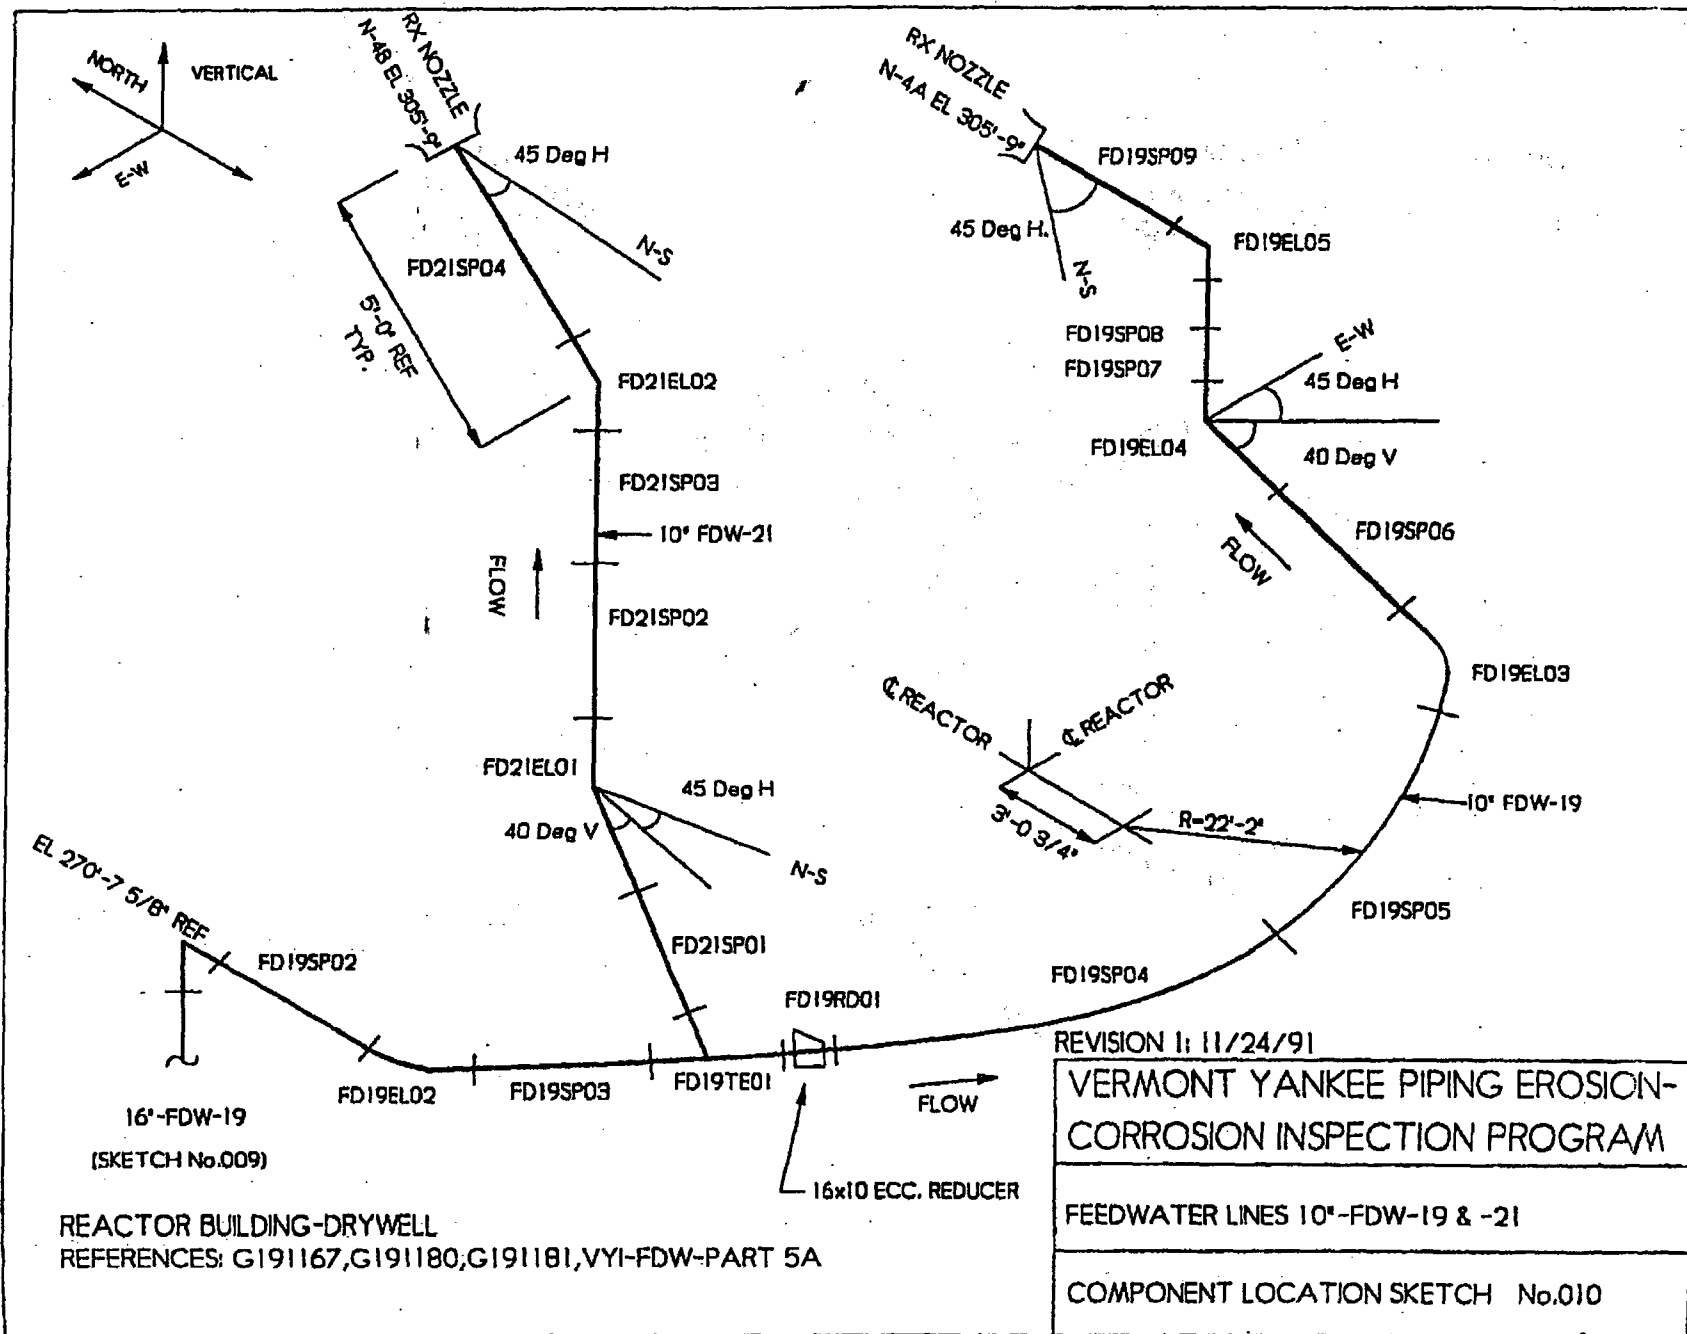 NORTH
VERTICAL
E-W
RX NOZZLE
N-4B EL 305'-9"
45 Deg H
N-S
FD21SP04
5'-0" REF
TYP.
FD21EL02
FD21SP03
10" FDW-21
FLOW
FD21SP02
FD21EL01
45 Deg H
40 Deg V
N-S
FD21SP01
RX NOZZLE
N-4A EL 305'-9"
FD19SP09
45 Deg H.
N-S
FD19EL05
FD19SP08
FD19SP07
E-W
45 Deg H
FD19EL04
40 Deg V
FD19SP06
FLOW
FD19EL03
℄ REACTOR
℄ REACTOR
3'-0 3/4"
R=22'-2"
10" FDW-19
FD19SP05
FD19SP04
EL 270'-7 5/8" REF
FD19SP02
FD19EL02
FD19SP03
FD19TE01
FD19RD01
FLOW
16"-FDW-19
(SKETCH No.009)
16x10 ECC. REDUCER
REACTOR BUILDING-DRYWELL
REFERENCES: G191167,G191180,G191181,VYI-FDW-PART 5A
REVISION 1: 11/24/91
VERMONT YANKEE PIPING EROSION-
CORROSION INSPECTION PROGRAM
FEEDWATER LINES 10"-FDW-19 & -21
COMPONENT LOCATION SKETCH No.010